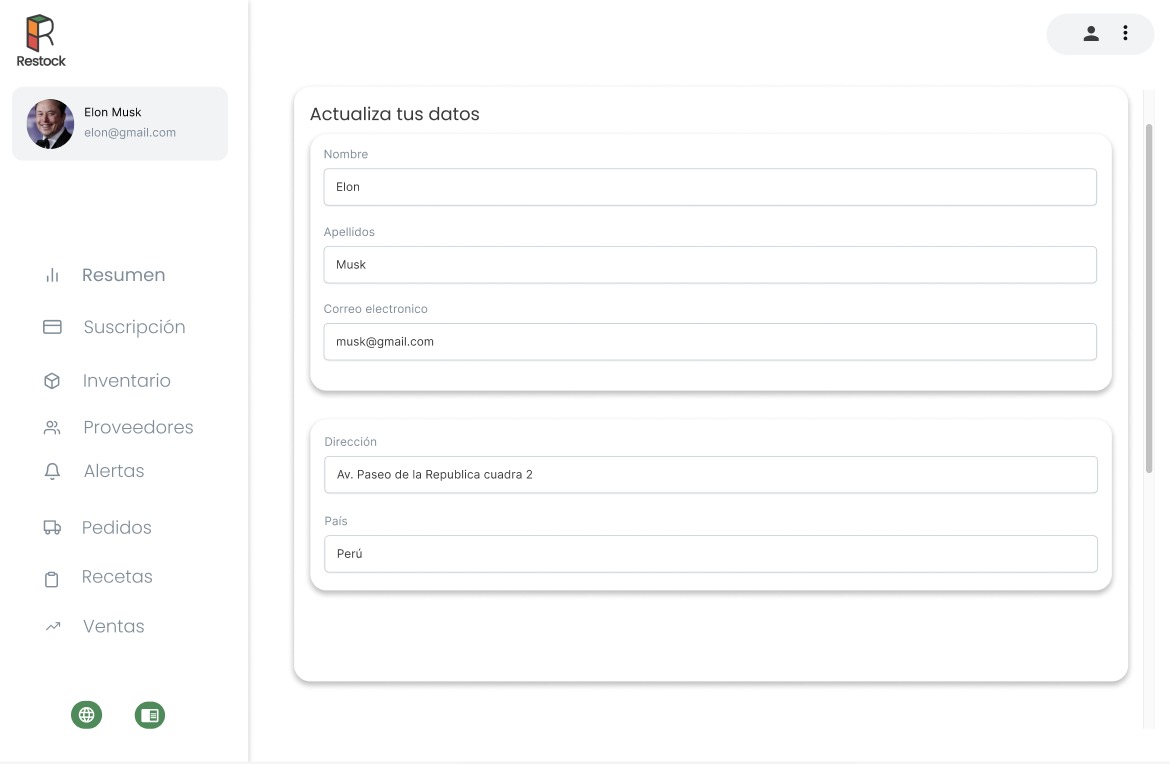 Restock
Elon Musk
elon@gmail.com
Resumen
Suscripción
Inventario
Proveedores
Alertas
Pedidos
Recetas
Ventas
Actualiza tus datos
Nombre
Elon
Apellidos
Musk
Correo electronico
musk@gmail.com
Dirección
Av. Paseo de la Republica cuadra 2
País
Perú